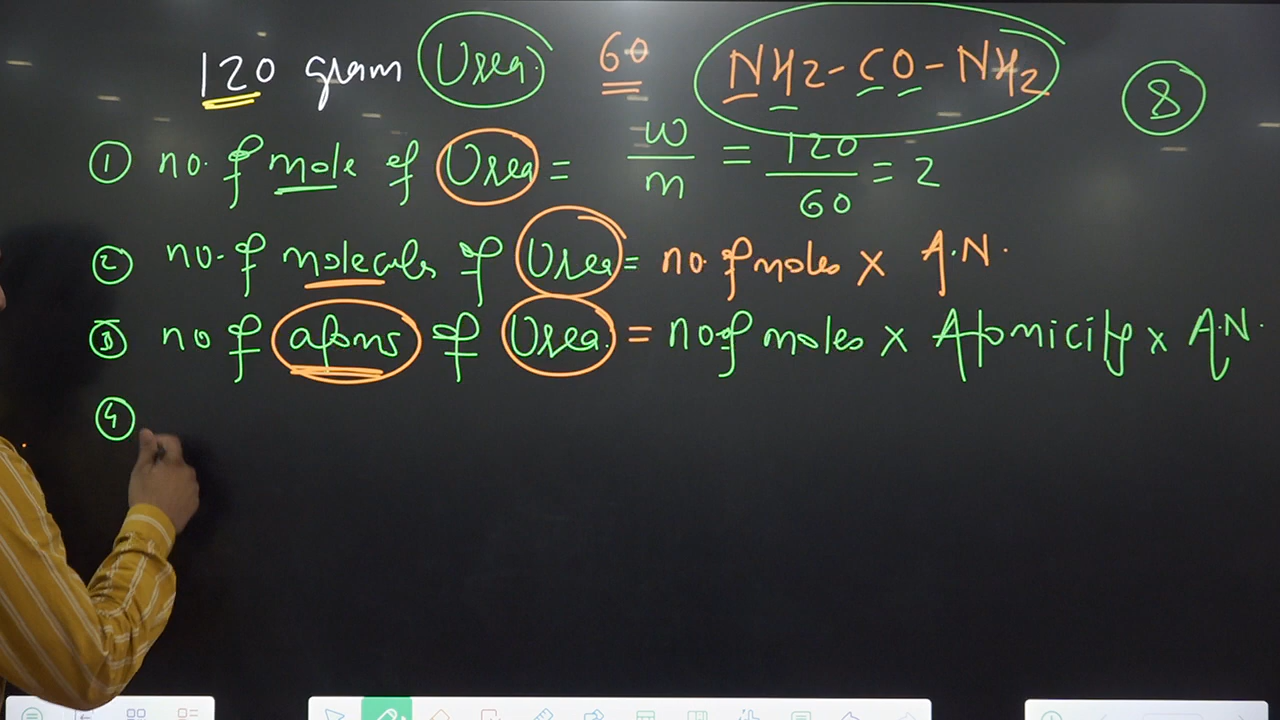 120 gram Urea. 60 NH2-CO-NH2 8
① no. of mole of Urea = w/m = 120/60 = 2
② no. of molecules of Urea = no. of moles x A.N.
③ no of atoms of Urea. = no of moles x Atomicity x A.N.
④